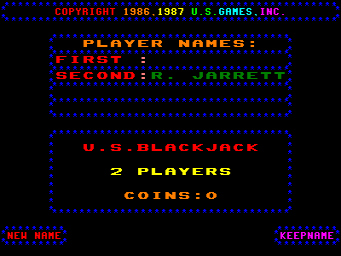 COPYRIGHT 1986,1987 U.S.GAMES.INC.
PLAYER NAMES:
FIRST :
SECOND:R. JARRETT
U.S.BLACKJACK
2 PLAYERS
COINS:0
NEW NAME KEEPNAME